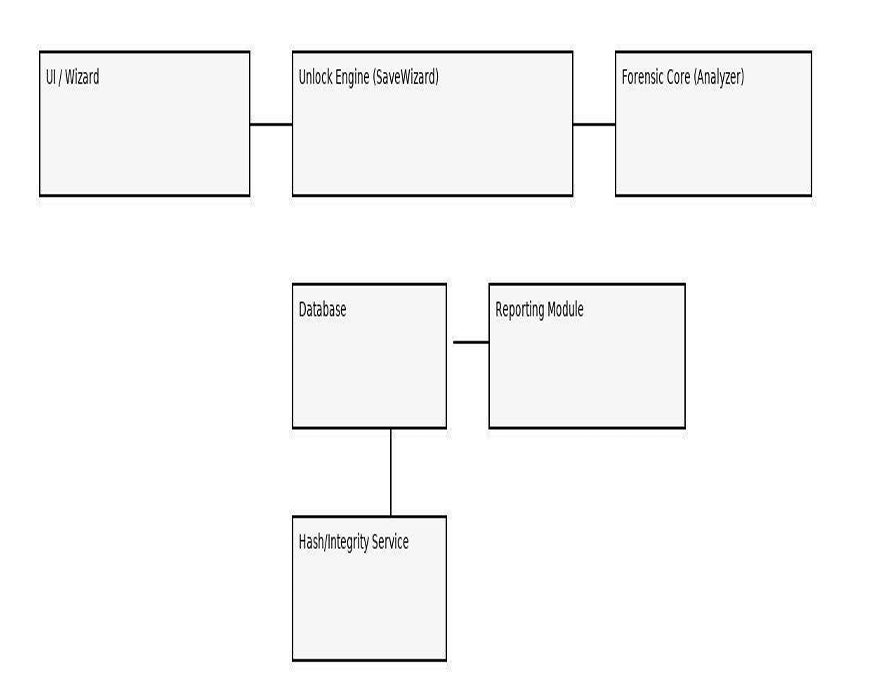 UI / Wizard
Unlock Engine (SaveWizard)
Forensic Core (Analyzer)
Database
Reporting Module
Hash/Integrity Service